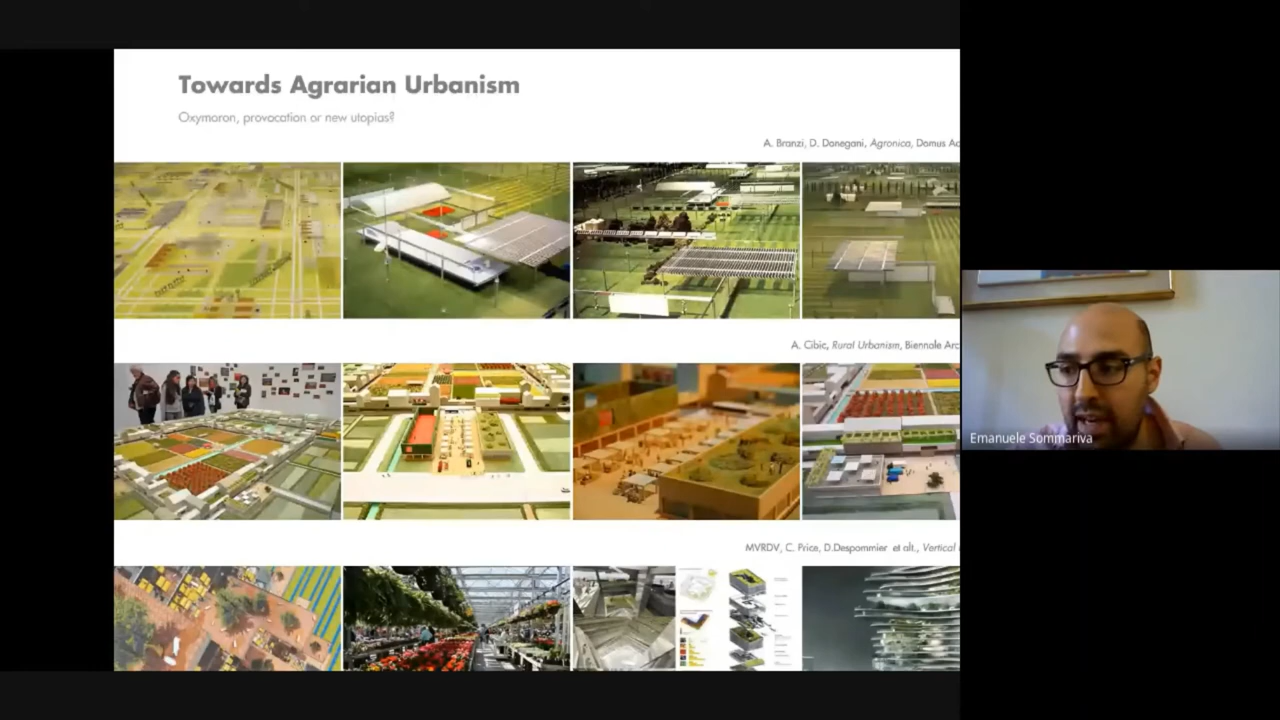 Towards Agrarian Urbanism
Oxymoron, provocation or new utopias?
A. Branzi, D. Donegani, Agronica, Domus Ac
A. Cibic, Rural Urbanism, Biennale Arc
MVRDV, C. Price, D.Despommier et alt., Vertical
Emanuele Sommariva